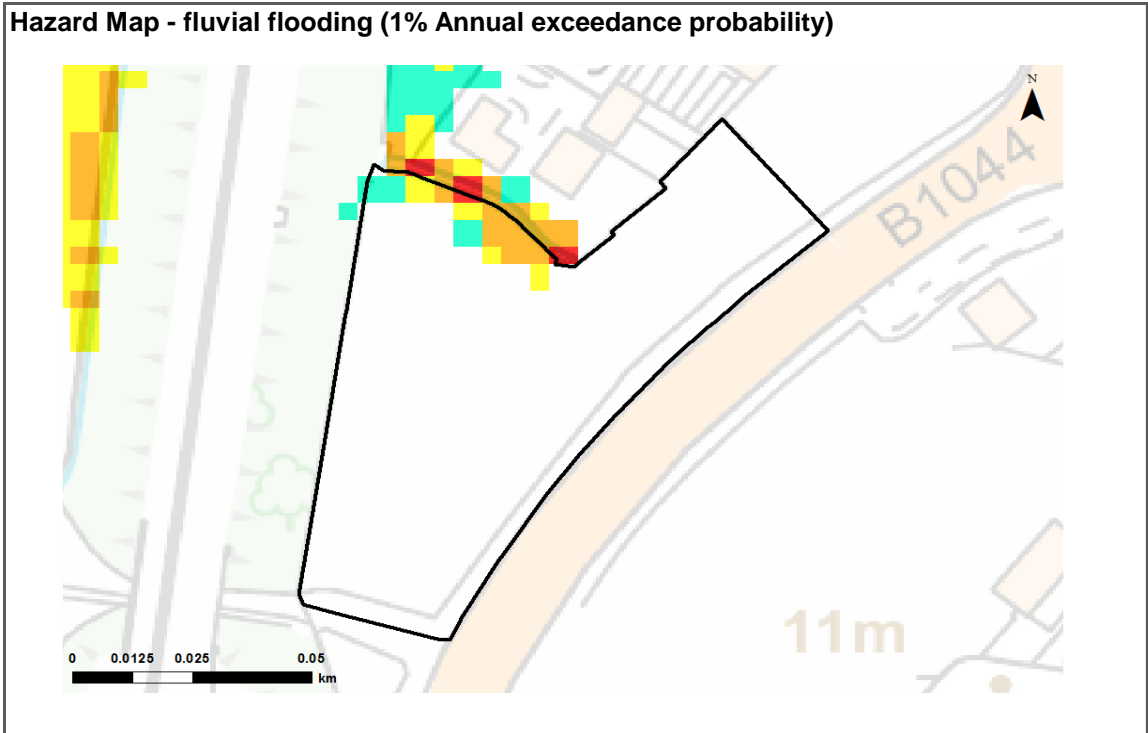 Hazard Map - fluvial flooding (1% Annual exceedance probability)
N
B1044
11m
0 0.0125 0.025 0.05
km